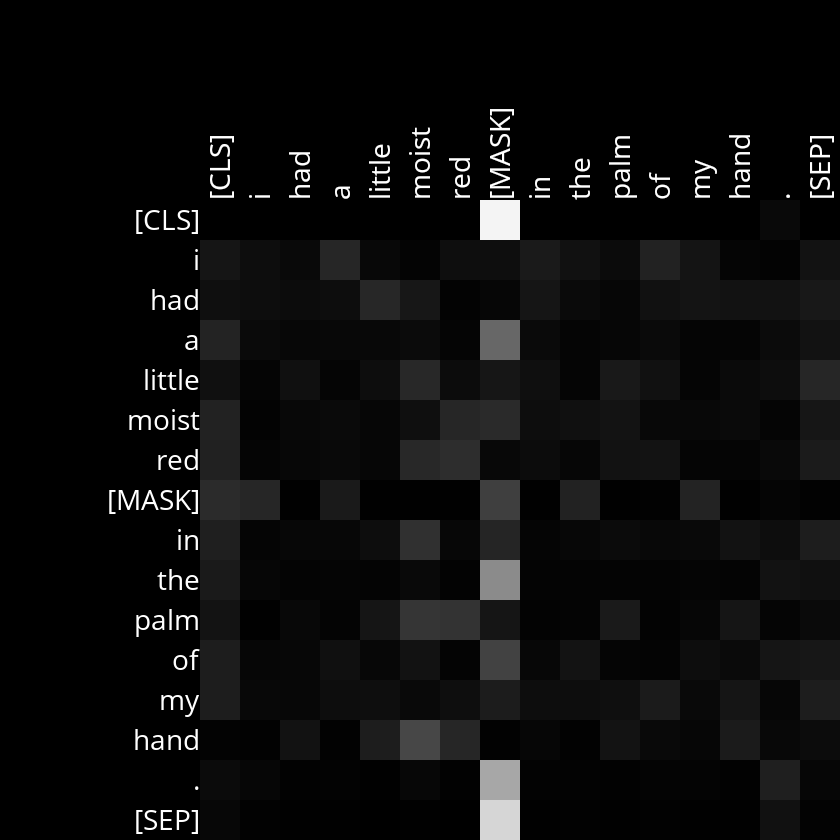 [CLS] i had a little moist red [MASK] in the palm of my hand . [SEP]
[CLS]
i
had
a
little
moist
red
[MASK]
in
the
palm
of
my
hand
.
[SEP]